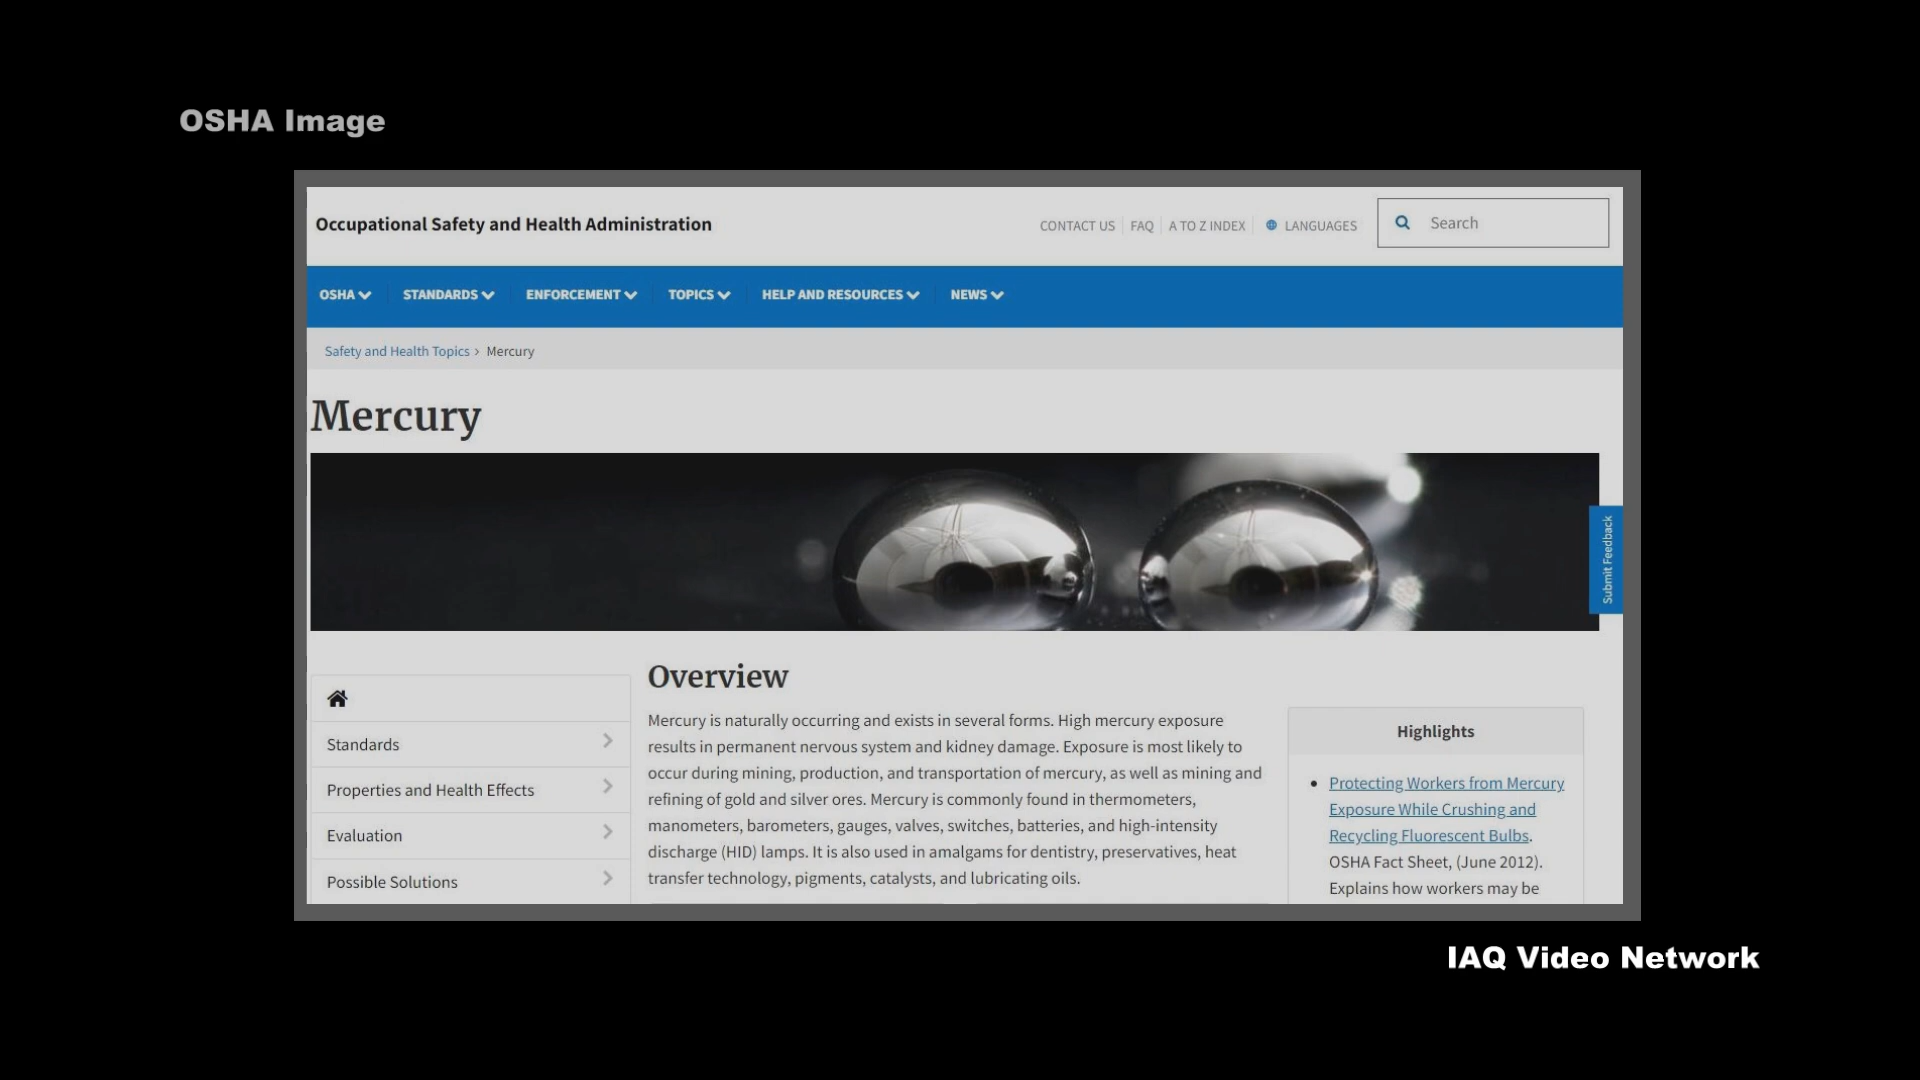 OSHA Image
Occupational Safety and Health Administration
CONTACT US FAQ A TO Z INDEX LANGUAGES
Search
OSHA STANDARDS ENFORCEMENT TOPICS HELP AND RESOURCES NEWS
Safety and Health Topics › Mercury
Mercury
Submit Feedback
Standards
Properties and Health Effects
Evaluation
Possible Solutions
Overview
Mercury is naturally occurring and exists in several forms. High mercury exposure
results in permanent nervous system and kidney damage. Exposure is most likely to
occur during mining, production, and transportation of mercury, as well as mining and
refining of gold and silver ores. Mercury is commonly found in thermometers,
manometers, barometers, gauges, valves, switches, batteries, and high-intensity
discharge (HID) lamps. It is also used in amalgams for dentistry, preservatives, heat
transfer technology, pigments, catalysts, and lubricating oils.
Highlights
• Protecting Workers from Mercury
Exposure While Crushing and
Recycling Fluorescent Bulbs.
OSHA Fact Sheet, (June 2012).
Explains how workers may be
IAQ Video Network